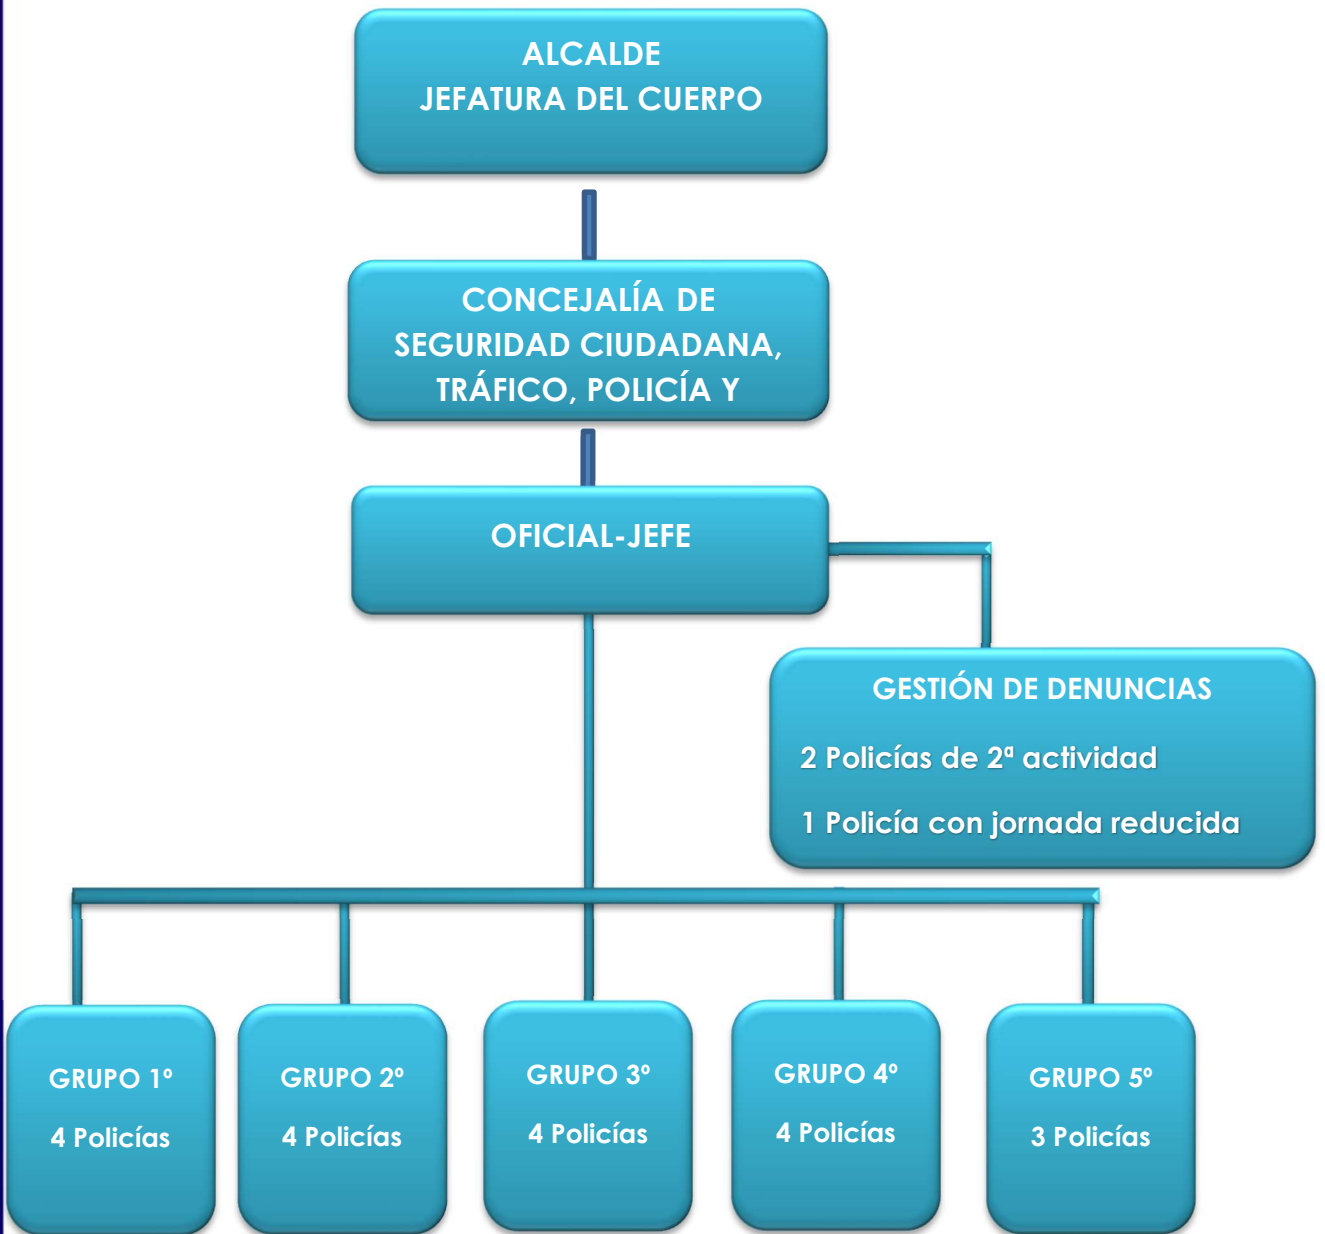 ALCALDE
JEFATURA DEL CUERPO
CONCEJALÍA DE
SEGURIDAD CIUDADANA,
TRÁFICO, POLICÍA Y
OFICIAL-JEFE
GESTIÓN DE DENUNCIAS
2 Policías de 2ª actividad
1 Policía con jornada reducida
GRUPO 1º
4 Policías
GRUPO 2º
4 Policías
GRUPO 3º
4 Policías
GRUPO 4º
4 Policías
GRUPO 5º
3 Policías